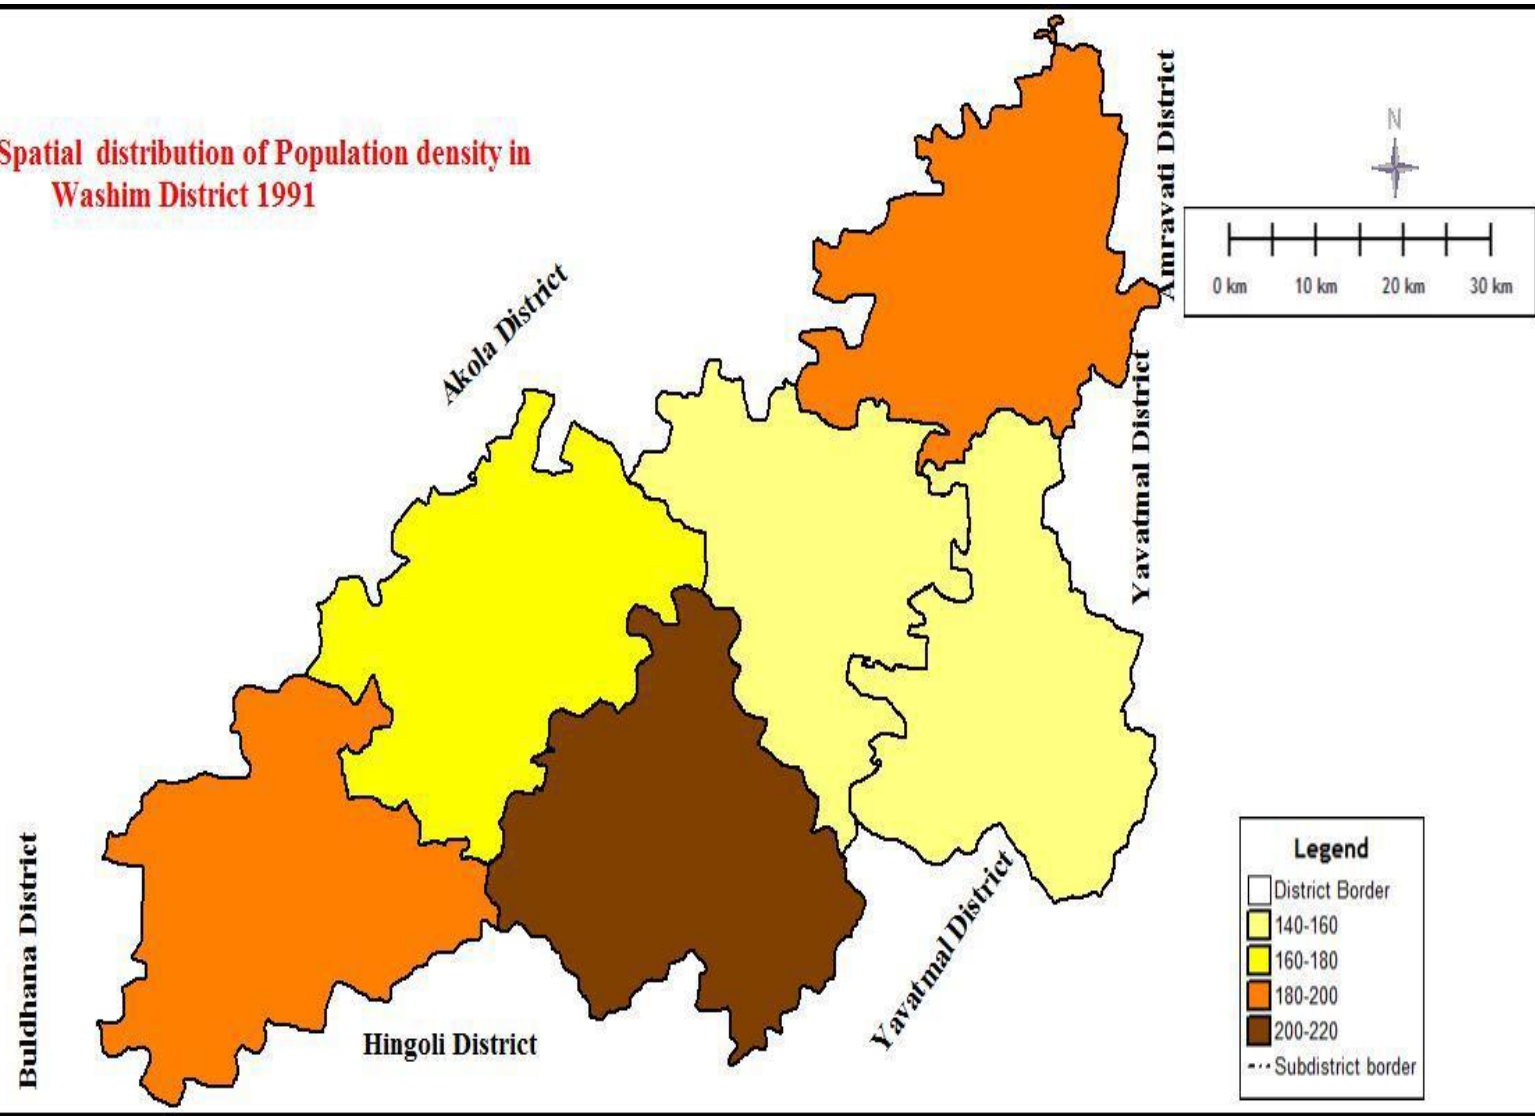 Spatial distribution of Population density in
Washim District 1991
Akola District
Amravati District
N
0 km 10 km 20 km 30 km
Yavatmal District
Buldhana District
Hingoli District
Yavatmal District
Legend
District Border
140-160
160-180
180-200
200-220
Subdistrict border